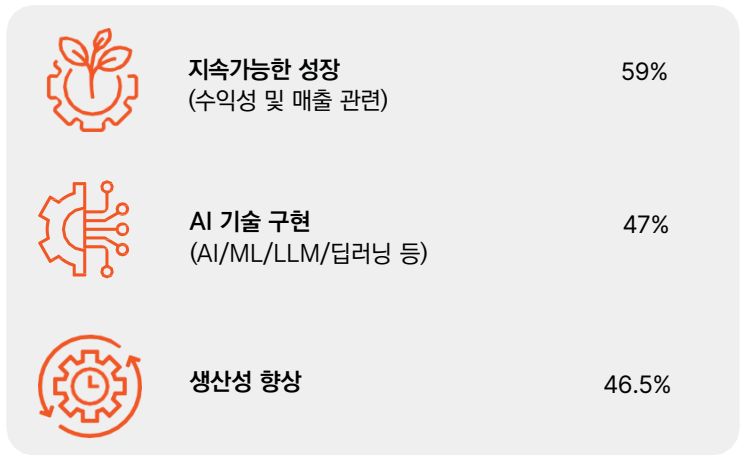 지속가능한 성장
59%
(수익성 및 매출 관련)
AI 기술 구현
47%
(AI/ML/LLM/딥러닝 등)
생산성 향상
46.5%